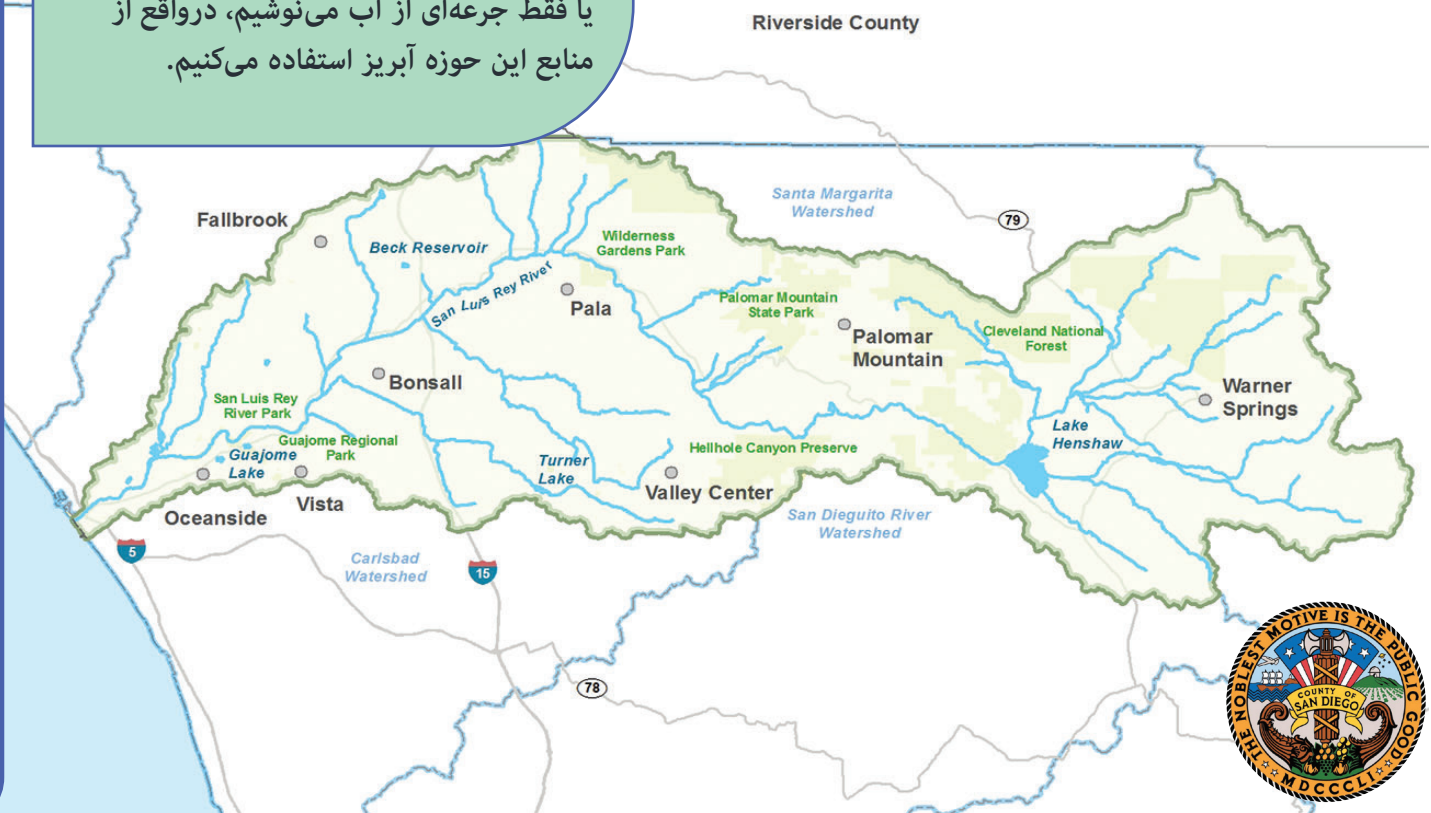 یا فقط جرعه‌ای از آب می‌نوشیم، درواقع از
منابع این حوزه آبریز استفاده می‌کنیم.
Riverside County
Santa Margarita
Watershed
79
Fallbrook
Beck Reservoir
Wilderness
Gardens Park
San Luis Rey River
Pala
Palomar Mountain
State Park
Palomar
Mountain
Cleveland National
Forest
Bonsall
Warner
Springs
San Luis Rey
River Park
Guajome Regional
Park
Guajome
Lake
Lake
Henshaw
Hellhole Canyon Preserve
Turner
Lake
Valley Center
Vista
Oceanside
San Dieguito River
Watershed
5
Carlsbad
Watershed
15
78
THE NOBLEST MOTIVE IS THE PUBLIC GOOD
COUNTY OF
SAN DIEGO
MDCCCLII